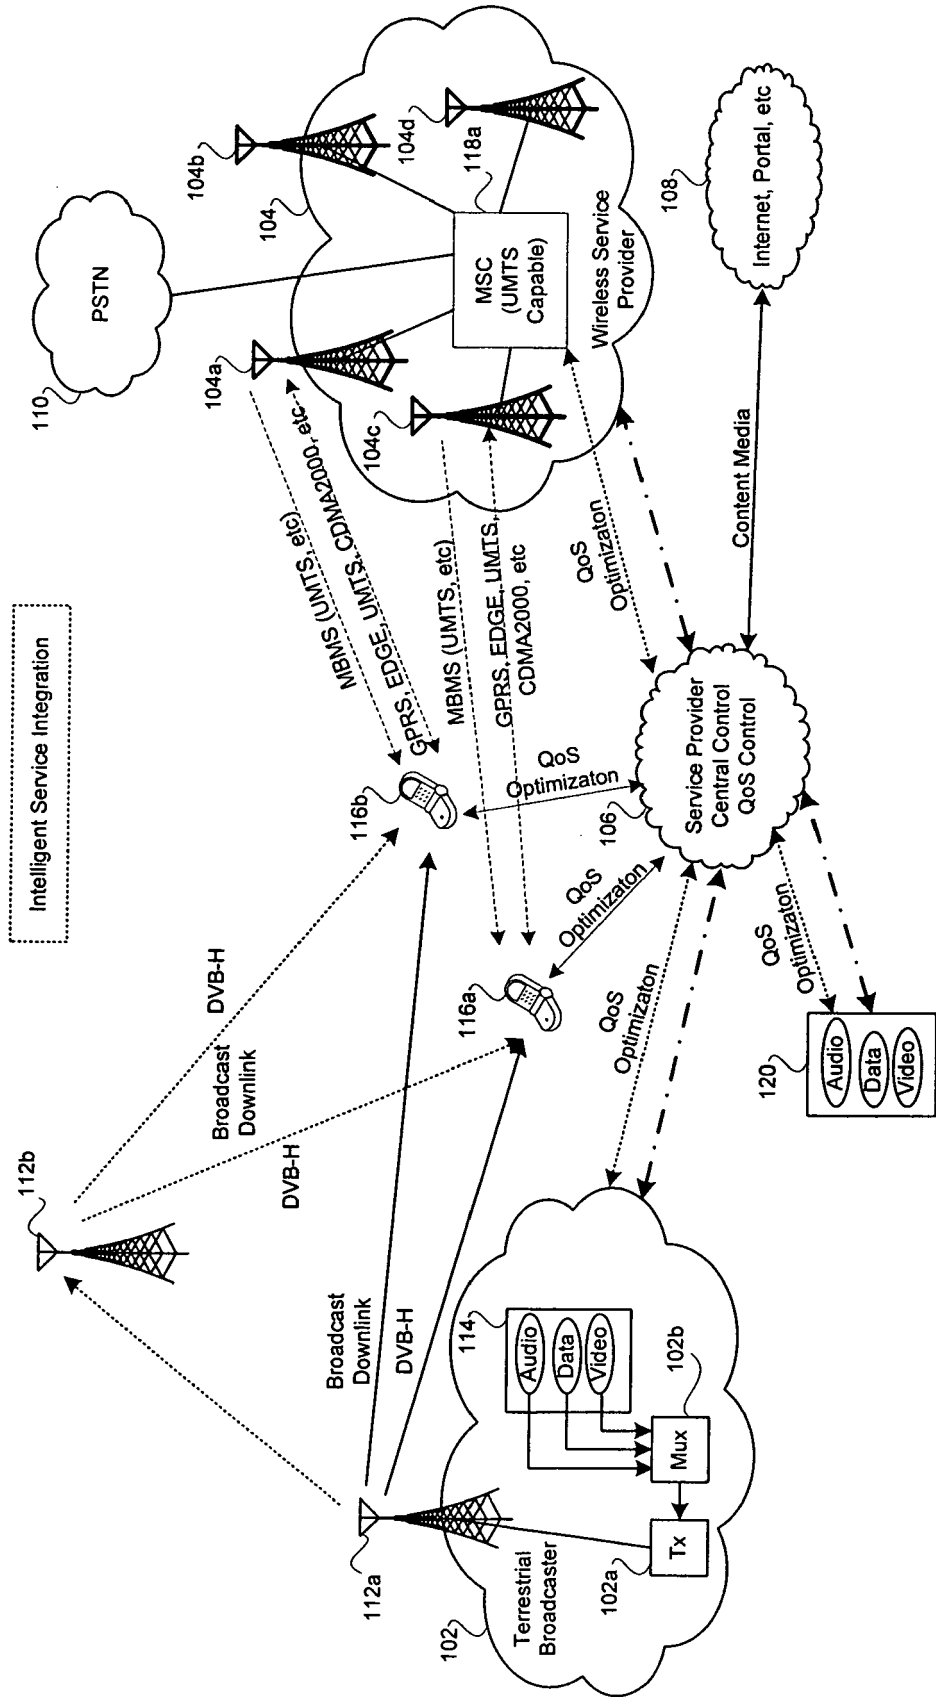 Intelligent Service Integration
112b
DVB-H
Broadcast
Downlink
DVB-H
112a
Broadcast
Downlink
DVB-H
102
Terrestrial
Broadcaster
102a
Tx
Mux
102b
114
Audio
Data
Video
116b
116a
MBMS (UMTS, etc)
GPRS, EDGE, UMTS, CDMA2000, etc
MBMS (UMTS, etc)
GPRS, EDGE, UMTS,
CDMA2000, etc
QoS
Optimizaton
QoS
Optimizaton
QoS
Optimizaton
QoS
Optimizaton
QoS
Optimizaton
120
Audio
Data
Video
106
Service Provider
Central Control
QoS Control
Content Media
108
Internet, Portal, etc
110
PSTN
104a
104b
104
104c
104d
118a
MSC
(UMTS
Capable)
Wireless Service
Provider